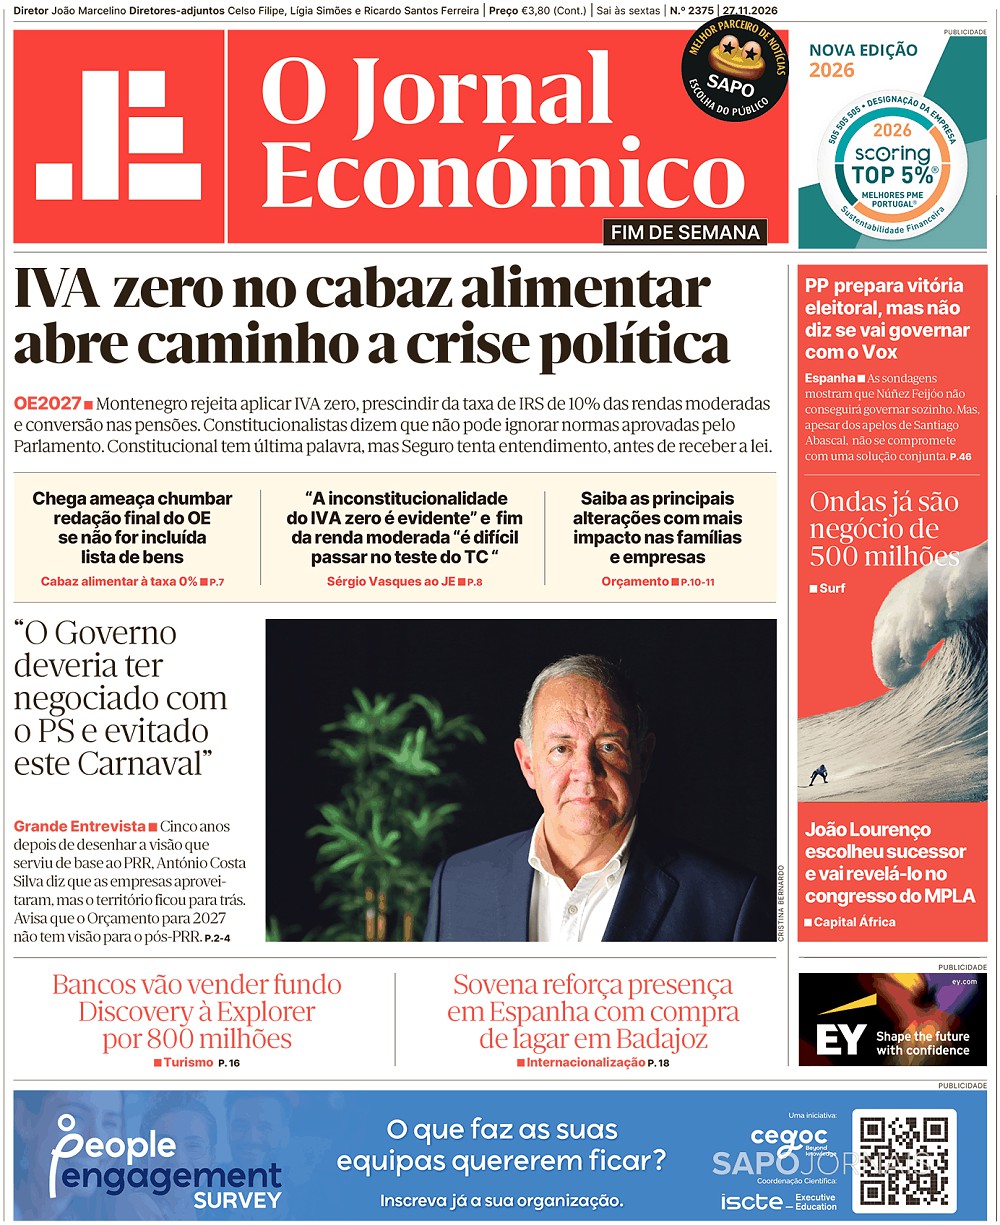 Diretor João Marcelino Diretores-adjuntos Celso Filipe, Lígia Simões e Ricardo Santos Ferreira | Preço €3,80 (Cont.) | Sai às sextas | N.º 2375 | 27.11.2026
PUBLICIDADE
O Jornal
Económico
FIM DE SEMANA
MELHOR PARCEIRO DE NOTÍCIAS
SAPO
ESCOLHA DO PÚBLICO
NOVA EDIÇÃO
2026
505 505 505 • DESIGNAÇÃO DA EMPRESA
2026
scoring
TOP 5%®
MELHORES PME
PORTUGAL®
Sustentabilidade Financeira
IVA zero no cabaz alimentar
abre caminho a crise política
OE2027 ■ Montenegro rejeita aplicar IVA zero, prescindir da taxa de IRS de 10% das rendas moderadas
e conversão nas pensões. Constitucionalistas dizem que não pode ignorar normas aprovadas pelo
Parlamento. Constitucional tem última palavra, mas Seguro tenta entendimento, antes de receber a lei.
Chega ameaça chumbar
redação final do OE
se não for incluída
lista de bens
Cabaz alimentar à taxa 0% ■ P.7
“A inconstitucionalidade
do IVA zero é evidente” e fim
da renda moderada “é difícil
passar no teste do TC “
Sérgio Vasques ao JE ■ P.8
Saiba as principais
alterações com mais
impacto nas famílias
e empresas
Orçamento ■ P.10-11
“O Governo
deveria ter
negociado com
o PS e evitado
este Carnaval”
Grande Entrevista ■ Cinco anos
depois de desenhar a visão que
serviu de base ao PRR, António Costa
Silva diz que as empresas aprovei-
taram, mas o território ficou para trás.
Avisa que o Orçamento para 2027
não tem visão para o pós-PRR. P.2-4
CRISTINA BERNARDO
PP prepara vitória
eleitoral, mas não
diz se vai governar
com o Vox
Espanha ■ As sondagens
mostram que Núñez Feijóo não
conseguirá governar sozinho. Mas,
apesar dos apelos de Santiago
Abascal, não se compromete
com uma solução conjunta. P.46
Ondas já são
negócio de
500 milhões
■ Surf
João Lourenço
escolheu sucessor
e vai revelá-lo no
congresso do MPLA
■ Capital África
Bancos vão vender fundo
Discovery à Explorer
por 800 milhões
■ Turismo P. 16
Sovena reforça presença
em Espanha com compra
de lagar em Badajoz
■ Internacionalização P. 18
PUBLICIDADE
ey.com
EY
Shape the future
with confidence
PUBLICIDADE
people
engagement
SURVEY
O que faz as suas
equipas quererem ficar?
Inscreva já a sua organização.
Uma iniciativa:
cegoc
Beyond
Knowledge
SAPOJORNAIS
Coordenação Científica:
iscte
Executive
Education